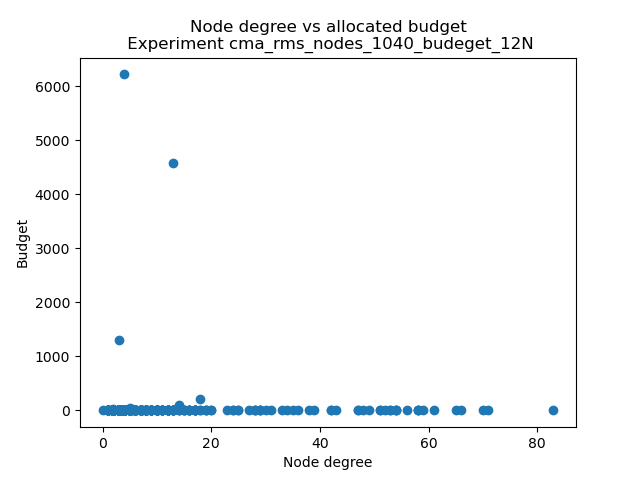 Node degree vs allocated budget
Experiment cma_rms_nodes_1040_budeget_12N
6000
5000
4000
3000
2000
1000
0
Budget
0 20 40 60 80
Node degree